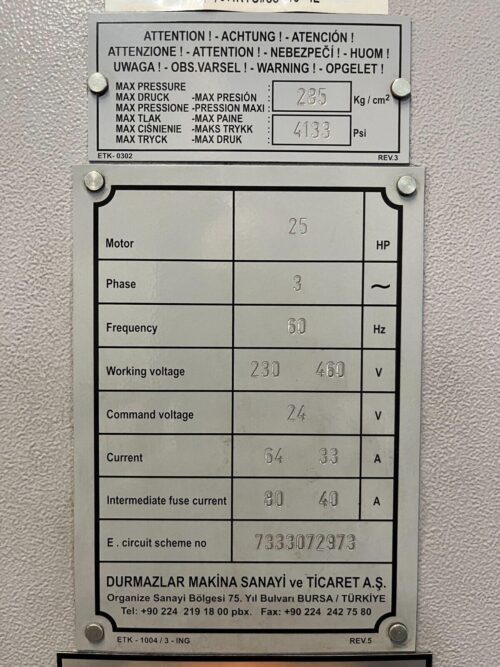 ATTENTION ! - ACHTUNG ! - ATENCIÓN !
ATTENZIONE ! - ATTENTION ! - NEBEZPEČÍ ! - HUOM !
UWAGA ! - OBS.VARSEL ! - WARNING ! - OPGELET !
MAX PRESSURE :
MAX DRUCK -MAX PRESIÓN : 285 Kg / cm²
MAX PRESSIONE -PRESSION MAXI :
MAX TLAK -MAX PAINE :
MAX CIŚNIENIE -MAKS TRYKK : 4133 Psi
MAX TRYCK -MAX DRUK :
ETK- 0302 REV.3
Motor 25 HP
Phase 3 ~
Frequency 60 Hz
Working voltage 230 460 V
Command voltage 24 V
Current 64 33 A
Intermediate fuse current 80 40 A
E . circuit scheme no 7333072973
DURMAZLAR MAKİNA SANAYİ ve TİCARET A.Ş.
Organize Sanayi Bölgesi 75. Yıl Bulvarı BURSA / TÜRKİYE
Tel: +90 224 219 18 00 pbx. Fax: +90 224 242 75 80
ETK - 1004 / 3 - ING REV.5